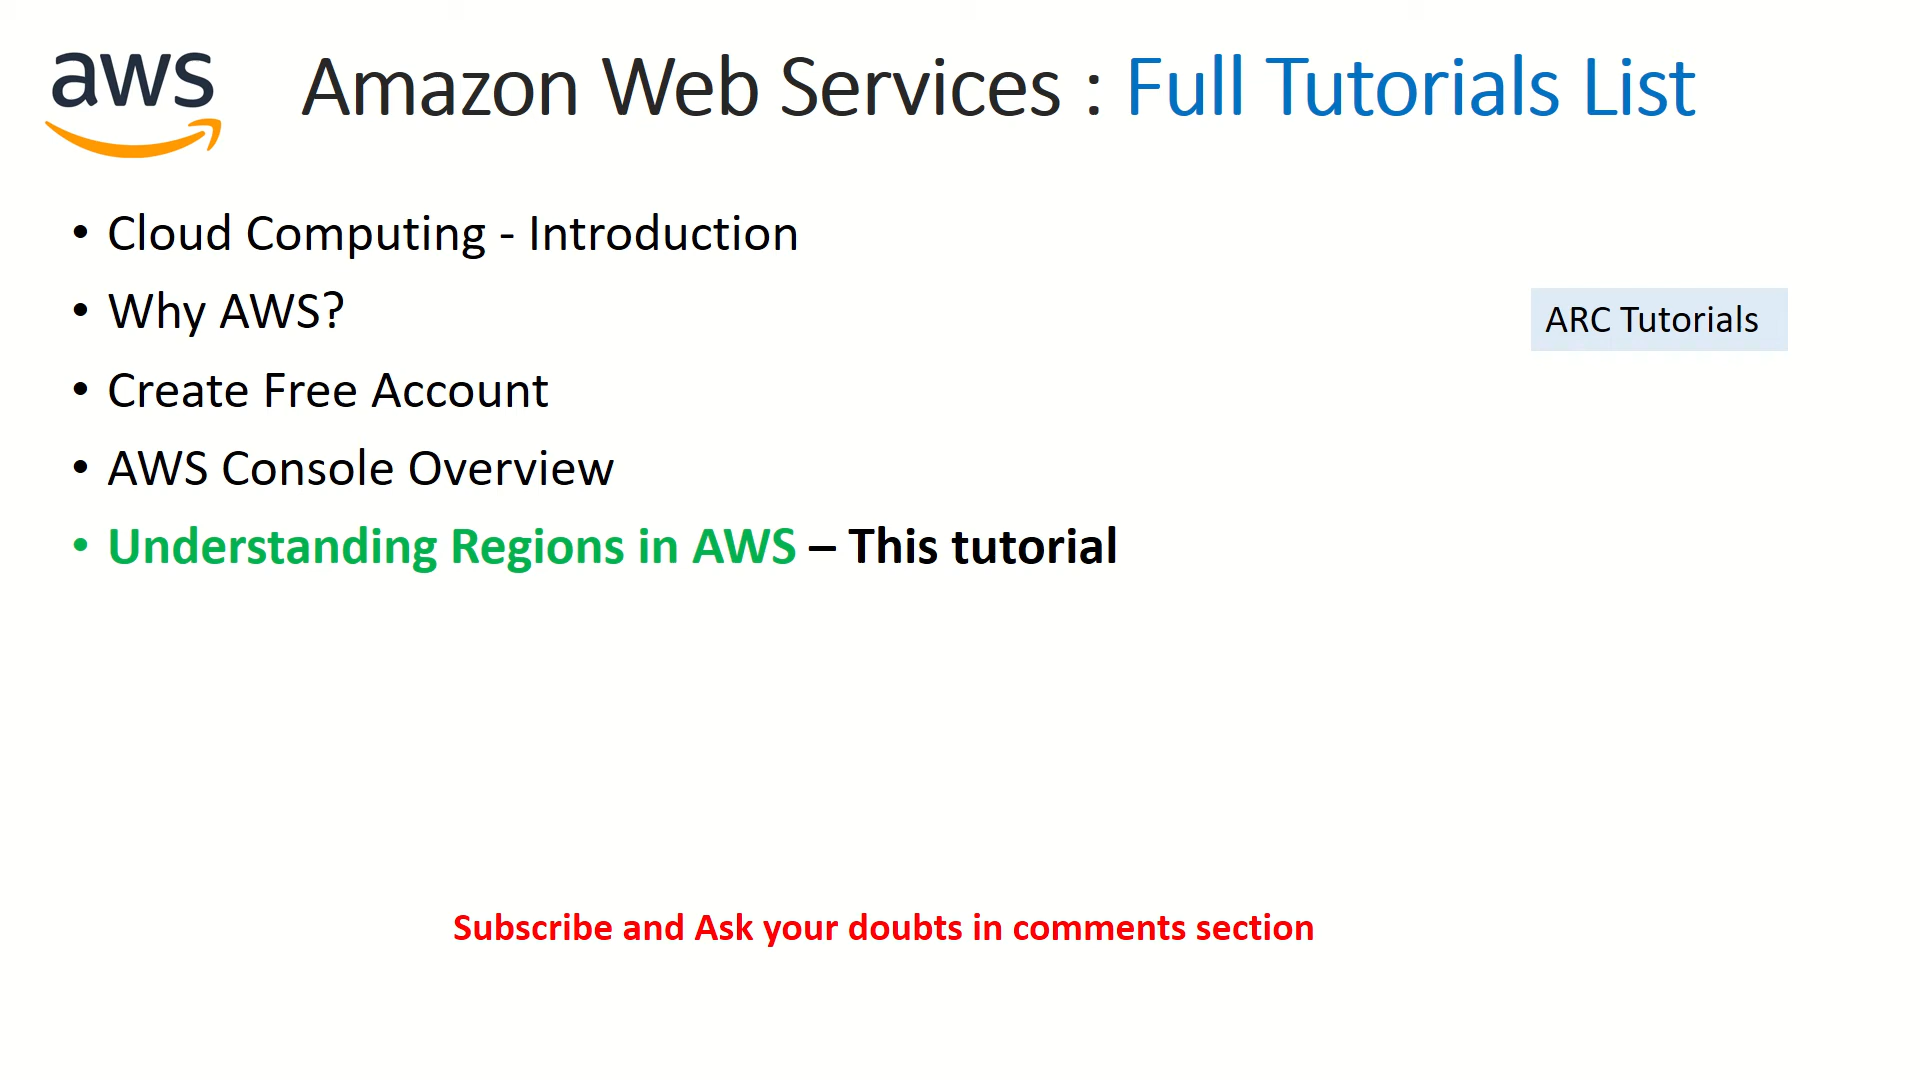 aws
Amazon Web Services : Full Tutorials List
• Cloud Computing - Introduction
• Why AWS?
ARC Tutorials
• Create Free Account
• AWS Console Overview
• Understanding Regions in AWS – This tutorial
Subscribe and Ask your doubts in comments section